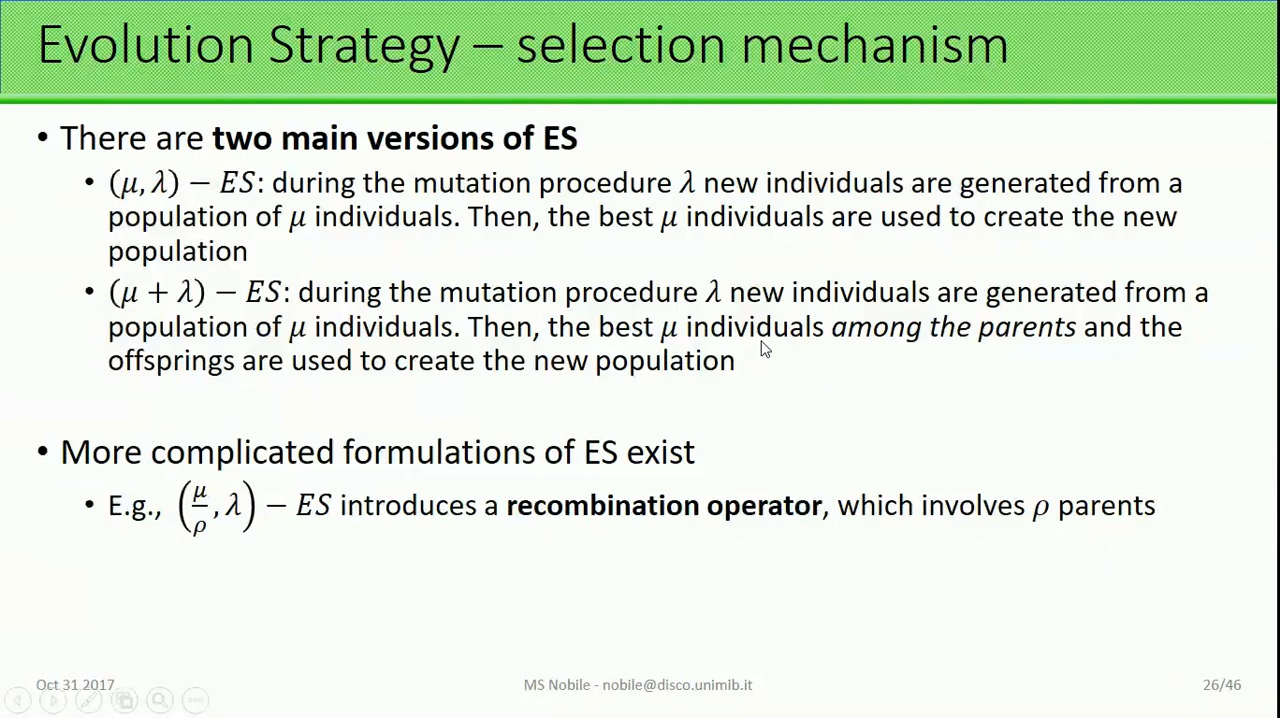 Evolution Strategy – selection mechanism
• There are two main versions of ES
• (μ, λ) − ES: during the mutation procedure λ new individuals are generated from a
population of μ individuals. Then, the best μ individuals are used to create the new
population
• (μ + λ) − ES: during the mutation procedure λ new individuals are generated from a
population of μ individuals. Then, the best μ individuals among the parents and the
offsprings are used to create the new population
• More complicated formulations of ES exist
• E.g., (μ/ρ, λ) − ES introduces a recombination operator, which involves ρ parents
Oct 31 2017
MS Nobile - nobile@disco.unimib.it
26/46